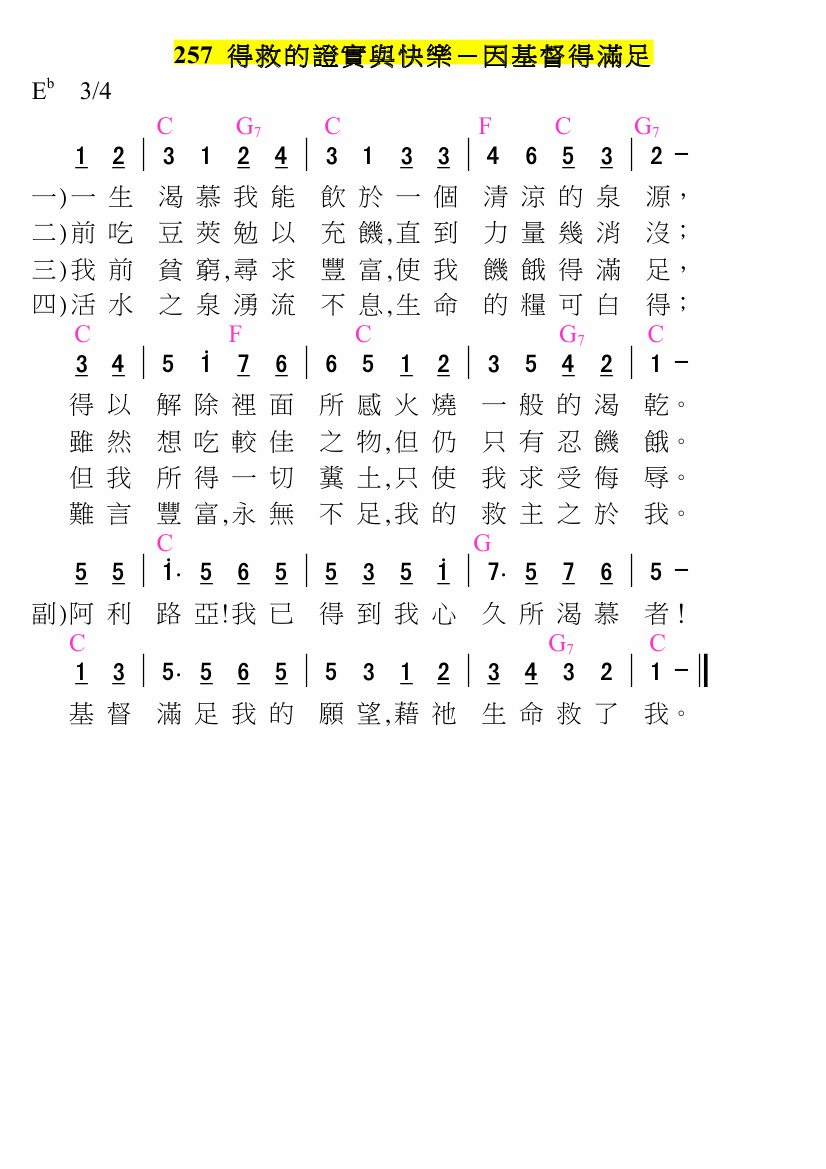 257 得救的證實與快樂－因基督得滿足
E♭ 3/4
C G7 C F C G7
1 2 | 3 1 2 4 | 3 1 3 3 | 4 6 5 3 | 2 －
一)一生 渴慕我能 飲於一個 清涼的泉 源，
二)前吃 豆莢勉以 充饑,直到 力量幾消 沒；
三)我前 貧窮,尋求 豐富,使我 饑餓得滿 足，
四)活水 之泉湧流 不息,生命 的糧可白 得；
C F C G7 C
3 4 | 5 i 7 6 | 6 5 1 2 | 3 5 4 2 | 1 －
得以 解除裡面 所感火燒 一般的渴 乾。
雖然 想吃較佳 之物,但仍 只有忍饑 餓。
但我 所得一切 糞土,只使 我求受侮 辱。
難言 豐富,永無 不足,我的 救主之於 我。
C G
5 5 | i· 5 6 5 | 5 3 5 i | 7· 5 7 6 | 5 －
副)阿利 路亞!我已 得到我心 久所渴慕 者!
C G7 C
1 3 | 5· 5 6 5 | 5 3 1 2 | 3 4 3 2 | 1 － ‖
基督 滿足我的 願望,藉祂 生命救了 我。